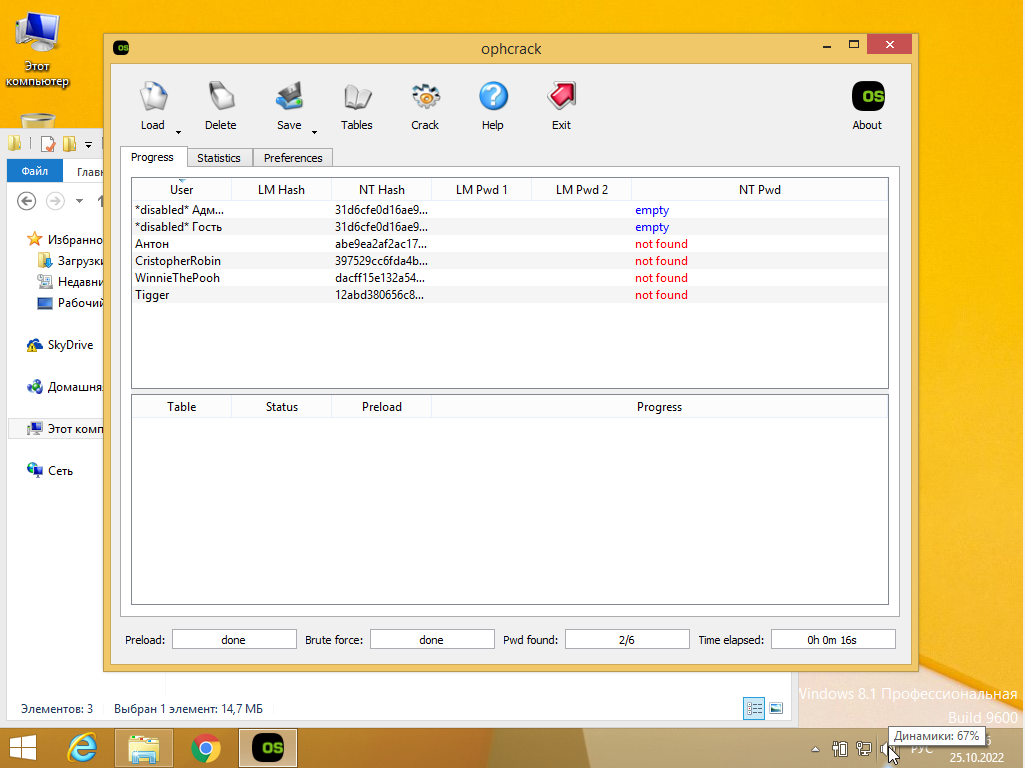 Этот
компьютер
ophcrack
OS
Load
Delete
Save
Tables
Crack
Help
Exit
OS
About
Progress
Statistics
Preferences
User LM Hash NT Hash LM Pwd 1 LM Pwd 2 NT Pwd
*disabled* Адм... 31d6cfe0d16ae9... empty
*disabled* Гость 31d6cfe0d16ae9... empty
Антон abe9ea2af2ac17... not found
CristopherRobin 397529cc6fda4b... not found
WinnieThePooh dacff15e132a54... not found
Tigger 12abd380656c8... not found
Table Status Preload Progress
Preload: done Brute force: done Pwd found: 2/6 Time elapsed: 0h 0m 16s
Файл
Главн
Избранно
Загрузки
Недавни
Рабочий
SkyDrive
Домашня
Этот комп
Сеть
Элементов: 3 Выбран 1 элемент: 14,7 МБ
Windows 8.1 Профессиональная
Build 9600
Динамики: 67%
OS
РУС
25.10.2022